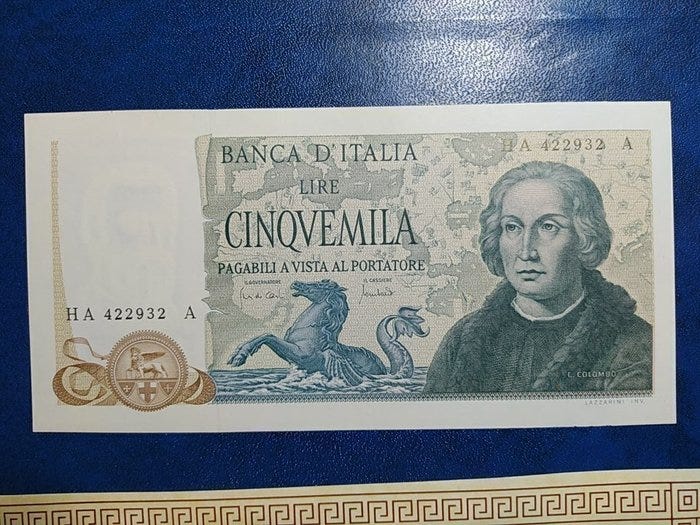 BANCA D'ITALIA
HA 422932 A
LIRE
CINQVEMILA
PAGABILI A VISTA AL PORTATORE
IL GOVERNATORE
IL CASSIERE
HA 422932 A
C. COLOMBO
LAZZARINI INV.